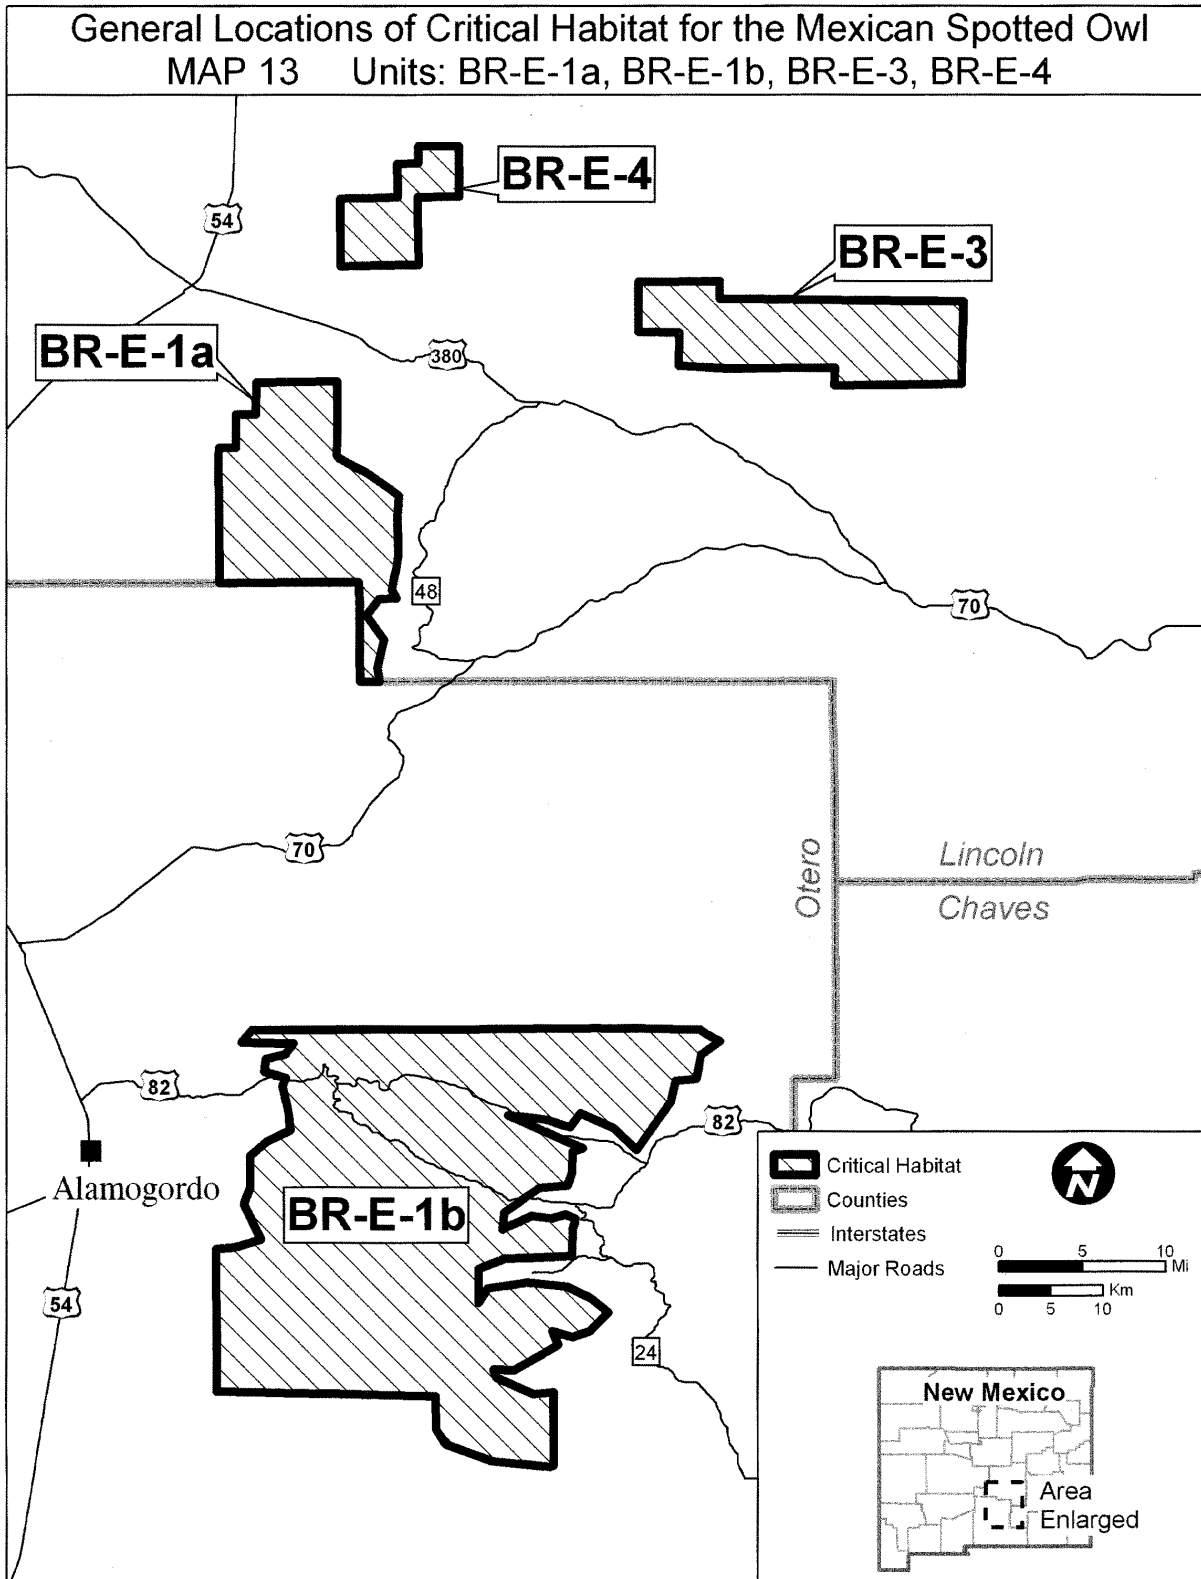 General Locations of Critical Habitat for the Mexican Spotted Owl
MAP 13 Units: BR-E-1a, BR-E-1b, BR-E-3, BR-E-4
BR-E-4
54
BR-E-3
BR-E-1a
380
48
70
70
Otero
Lincoln
Chaves
82
82
Alamogordo
BR-E-1b
54
24
Critical Habitat
Counties
Interstates
Major Roads
N
0 5 10
Mi
Km
0 5 10
New Mexico
Area
Enlarged